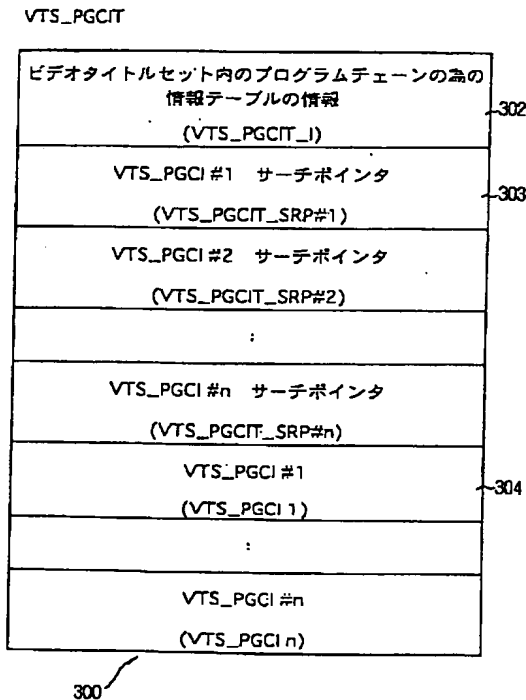 VTS_PGCIT
ビデオタイトルセット内のプログラムチェーンの為の
情報テーブルの情報
(VTS_PGCIT_I)
302
VTS_PGCI #1 サーチポインタ
(VTS_PGCIT_SRP#1)
303
VTS_PGCI #2 サーチポインタ
(VTS_PGCIT_SRP#2)
:
VTS_PGCI #n サーチポインタ
(VTS_PGCIT_SRP#n)
VTS_PGCI #1
(VTS_PGCI 1)
304
:
VTS_PGCI #n
(VTS_PGCI n)
300